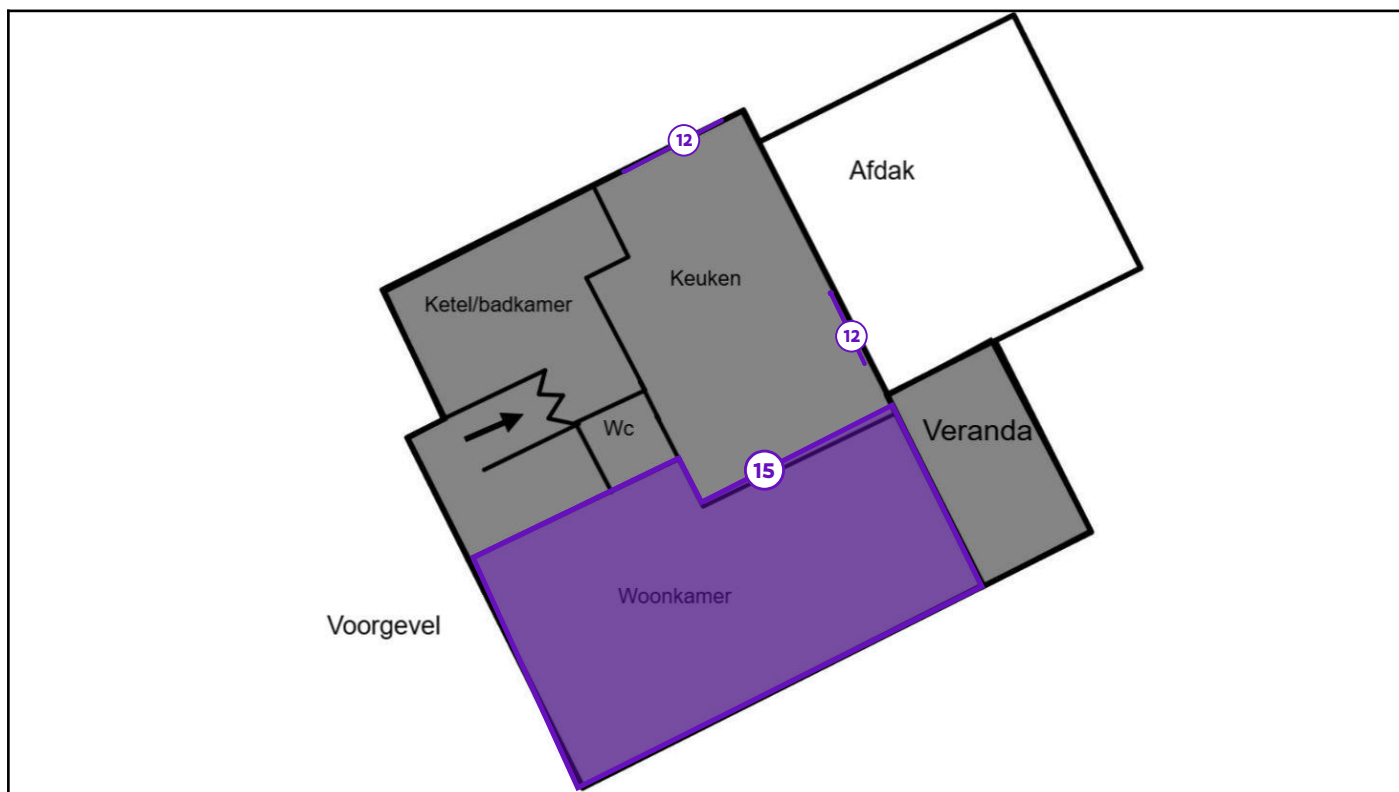 12
Afdak
Keuken
Ketel/badkamer
12
Wc
Veranda
15
Woonkamer
Voorgevel